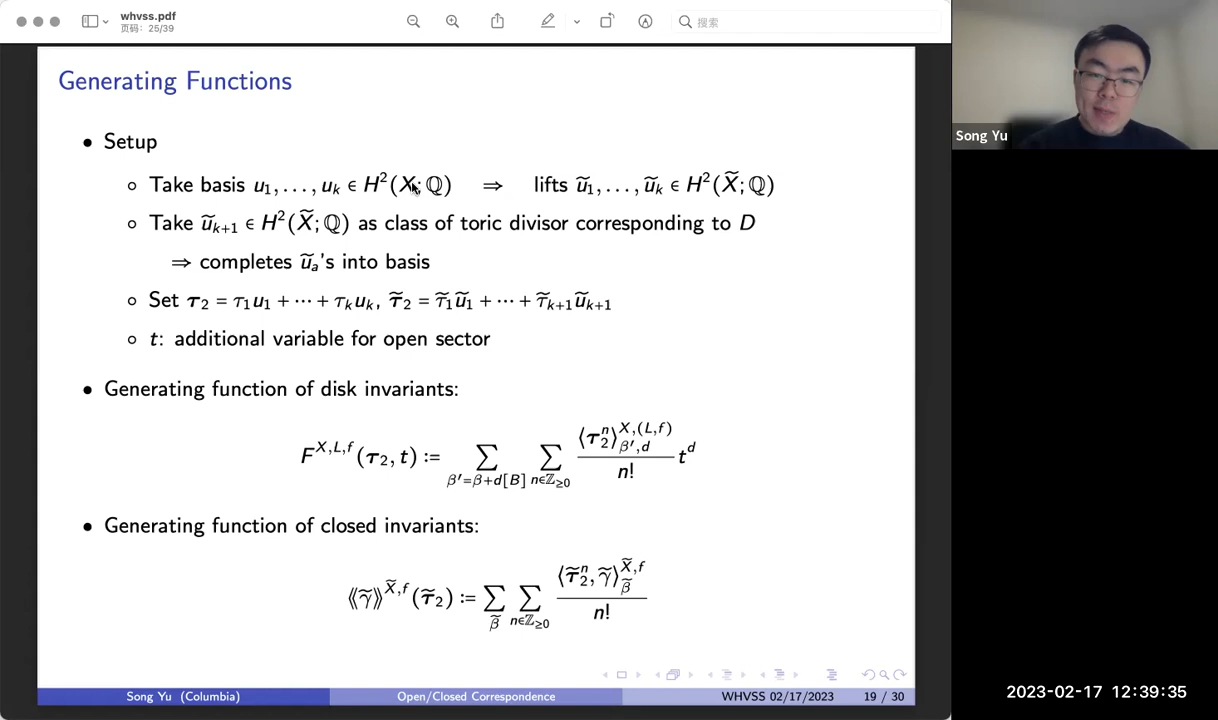 whvss.pdf
页码：25/39
搜索
Generating Functions
• Setup
◦ Take basis u₁, . . . , uₖ ∈ H²(X; ℚ) ⇒ lifts ũ₁, . . . , ũₖ ∈ H²(X̃; ℚ)
◦ Take ũₖ₊₁ ∈ H²(X̃; ℚ) as class of toric divisor corresponding to D
⇒ completes ũₐ's into basis
◦ Set 𝝉₂ = τ₁u₁ + ⋯ + τₖuₖ, 𝝉̃₂ = τ̃₁ũ₁ + ⋯ + τ̃ₖ₊₁ũₖ₊₁
◦ t: additional variable for open sector
• Generating function of disk invariants:
F^{X,L,f}(𝝉₂, t) := ∑_{β′=β+d[B]} ∑_{n∈ℤ≥0} ⟨𝝉₂ⁿ⟩^{X,(L,f)}_{β′,d} / n! t^d
• Generating function of closed invariants:
⟪γ̃⟫^{X̃,f}(𝝉̃₂) := ∑_{β̃} ∑_{n∈ℤ≥0} ⟨𝝉̃₂ⁿ, γ̃⟩^{X̃,f}_{β̃} / n!
Song Yu (Columbia) Open/Closed Correspondence WHVSS 02/17/2023 19 / 30
Song Yu
2023-02-17 12:39:35